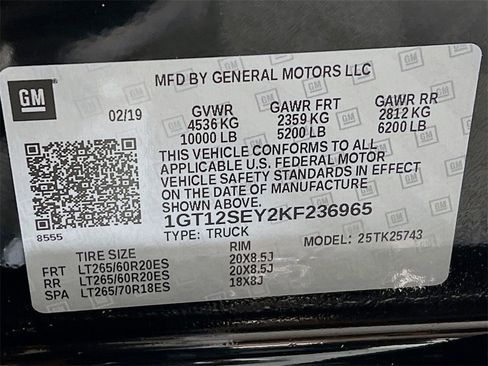 GM
MFD BY GENERAL MOTORS LLC
02/19 GVWR GAWR FRT GAWR RR
4536 KG 2359 KG 2812 KG
10000 LB 5200 LB 6200 LB
THIS VEHICLE CONFORMS TO ALL
APPLICABLE U.S. FEDERAL MOTOR
VEHICLE SAFETY STANDARDS IN EFFECT
ON THE DATE OF MANUFACTURE SHOWN ABOVE.
1GT12SEY2KF236965
8555 TYPE: TRUCK MODEL: 25TK25743
TIRE SIZE RIM
FRT LT265/60R20ES 20X8.5J
RR LT265/60R20ES 20X8.5J
SPA LT265/70R18ES 18X8J